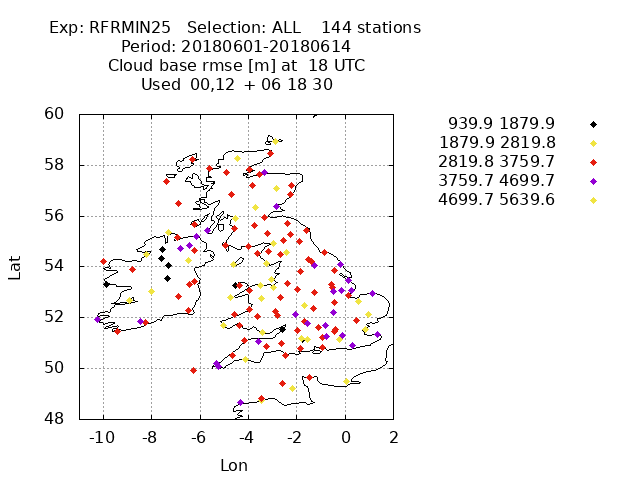 Exp: RFRMIN25 Selection: ALL 144 stations
Period: 20180601-20180614
Cloud base rmse [m] at 18 UTC
Used 00,12 + 06 18 30
939.9 1879.9
1879.9 2819.8
2819.8 3759.7
3759.7 4699.7
4699.7 5639.6
60
58
56
54
52
50
48
Lat
-10 -8 -6 -4 -2 0 2
Lon